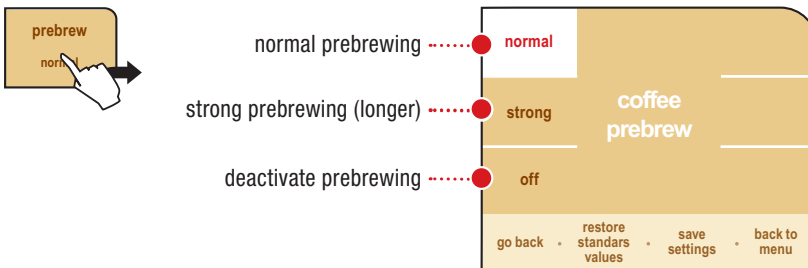 prebrew
normal
normal prebrewing
strong prebrewing (longer)
deactivate prebrewing
normal
strong
off
coffee
prebrew
go back
restore
standars
values
save
settings
back to
menu